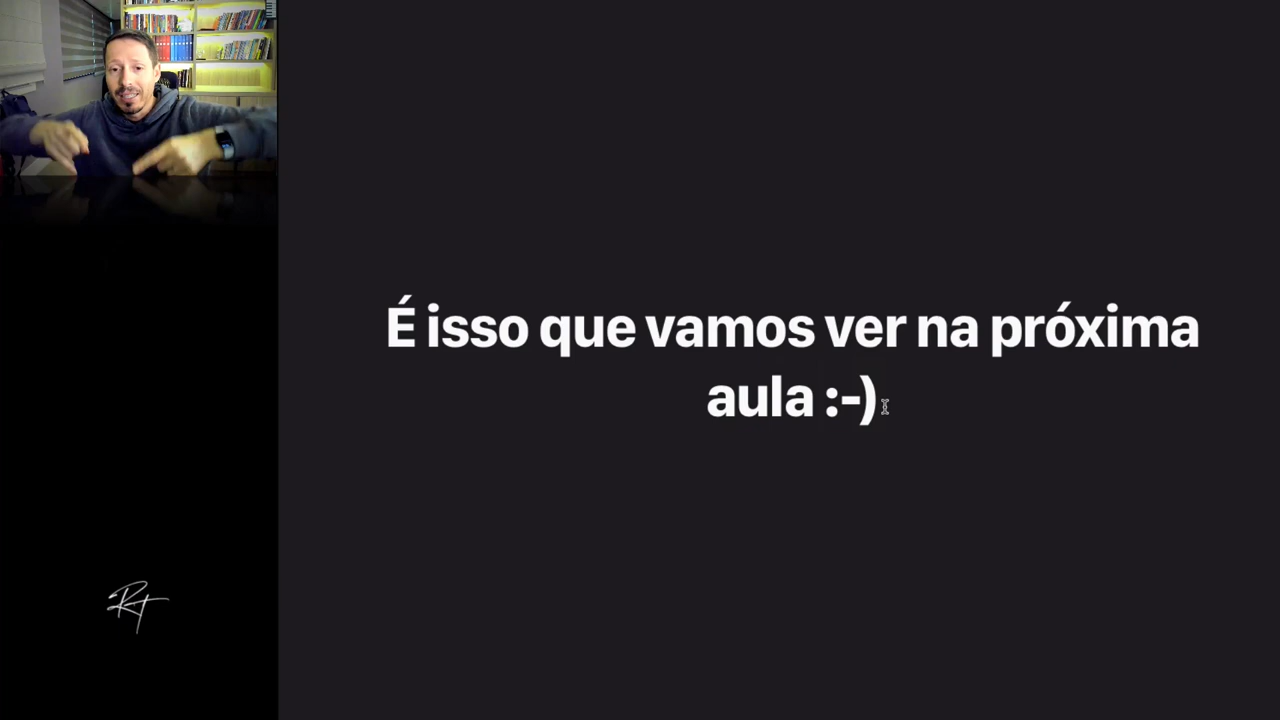 É isso que vamos ver na próxima
aula :-)